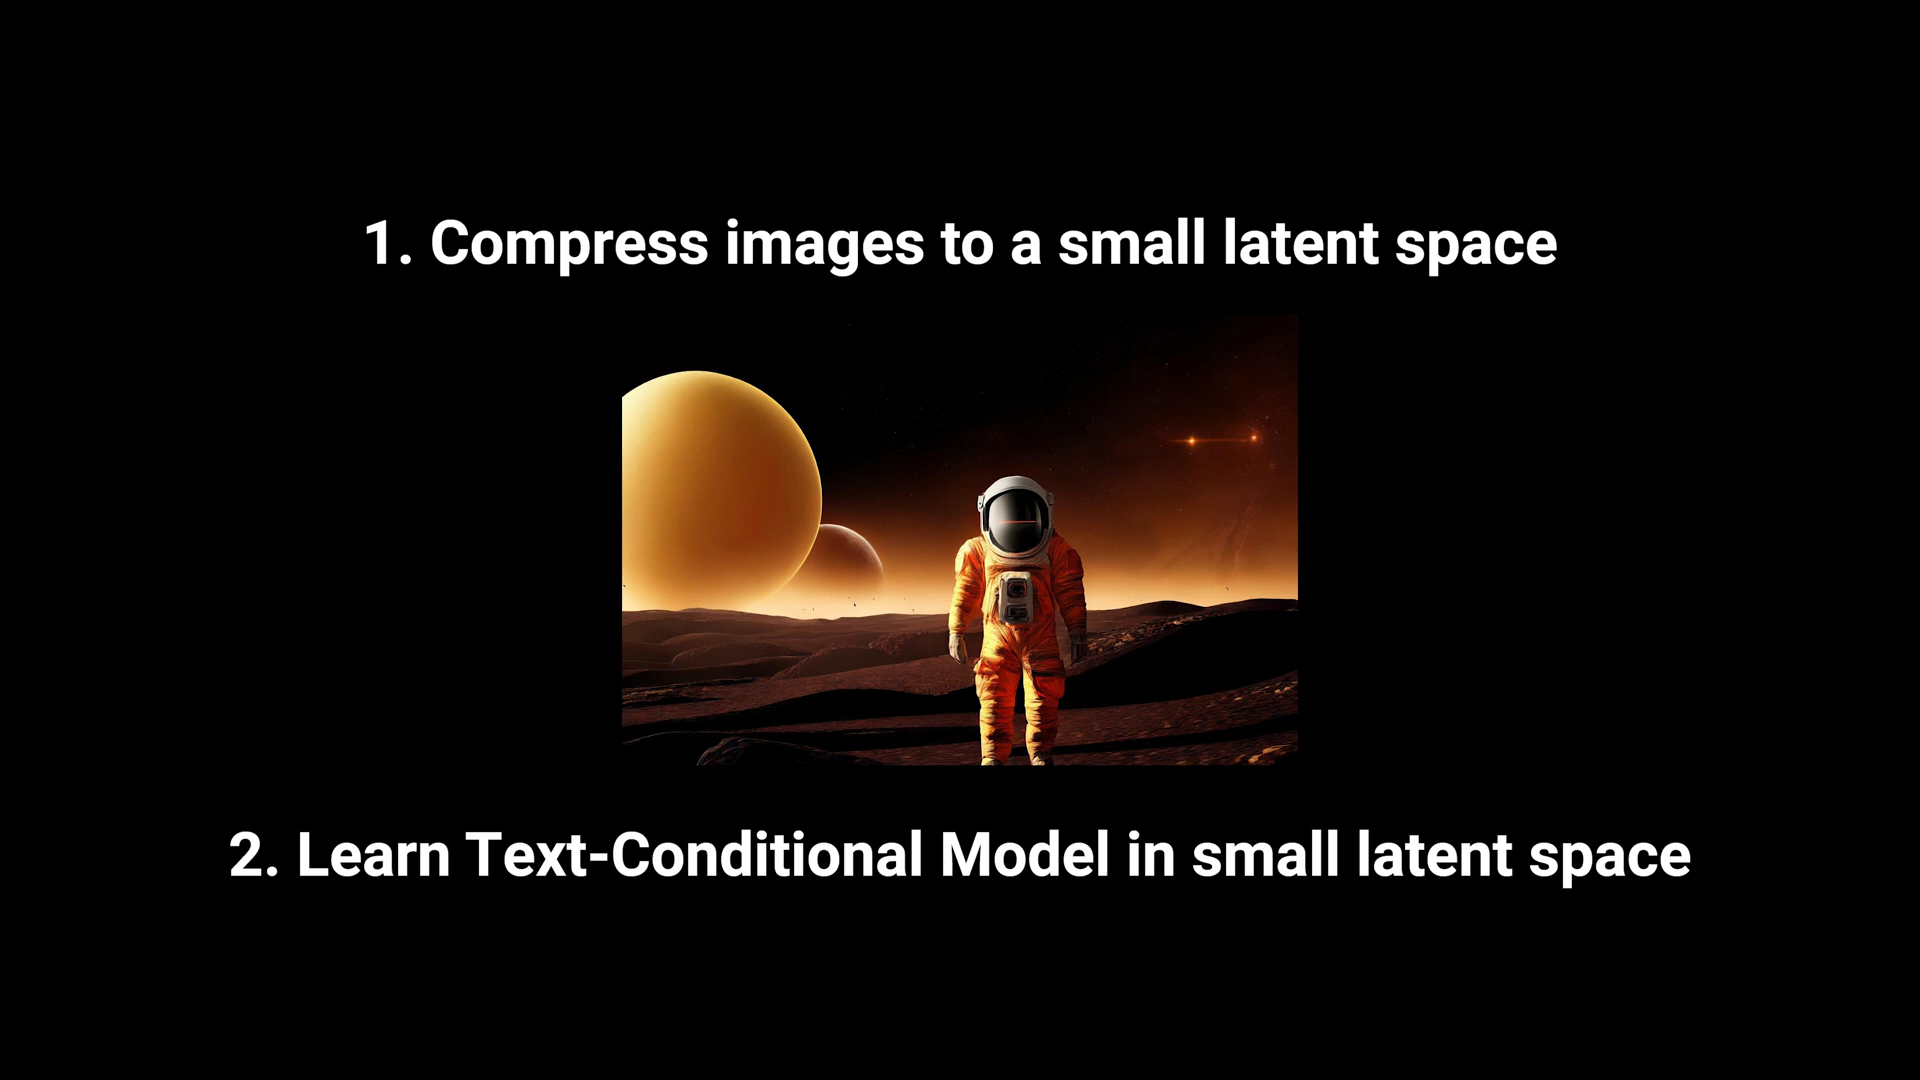 1. Compress images to a small latent space
2. Learn Text-Conditional Model in small latent space